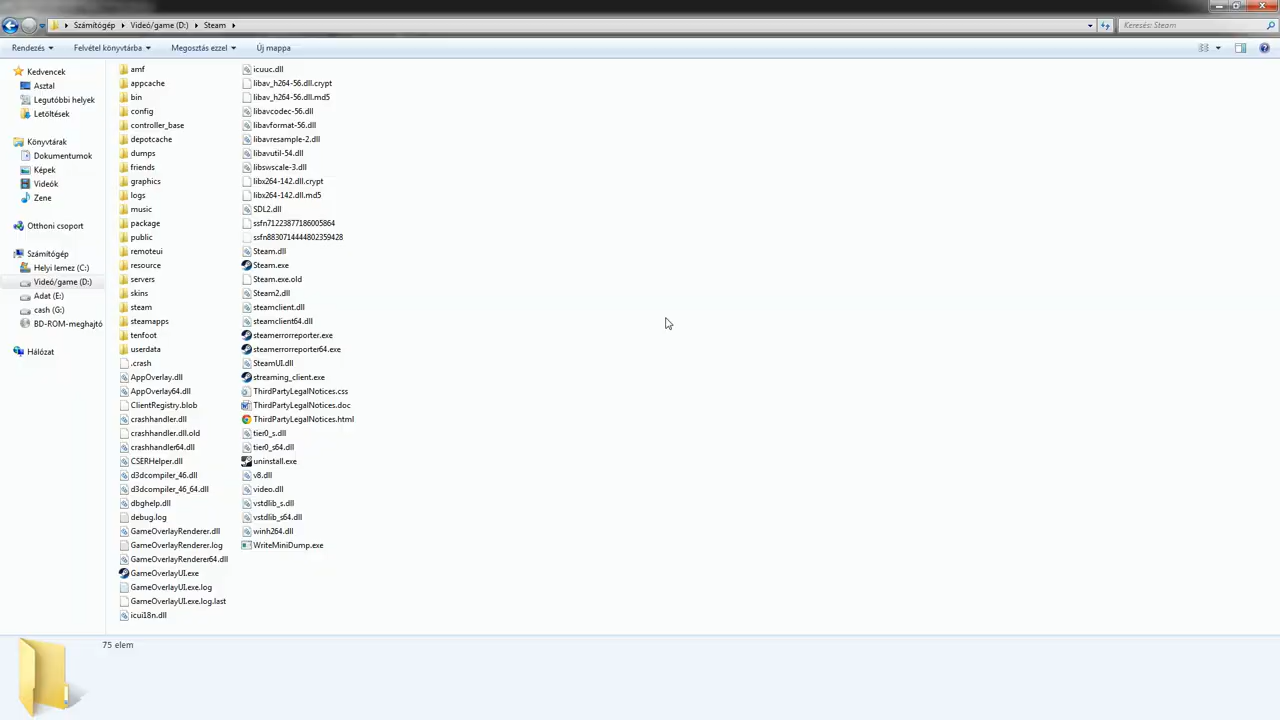 Számítógép
Videó/game (D:)
Steam
Keresés: Steam
Rendezés
Felvétel könyvtárba
Megosztás ezzel
Új mappa
Kedvencek
Asztal
Legutóbbi helyek
Letöltések
Könyvtárak
Dokumentumok
Képek
Videók
Zene
Otthoni csoport
Számítógép
Helyi lemez (C:)
Videó/game (D:)
Adat (E:)
cash (G:)
BD-ROM-meghajtó
Hálózat
amf
appcache
bin
config
controller_base
depotcache
dumps
friends
graphics
logs
music
package
public
remoteui
resource
servers
skins
steam
steamapps
tenfoot
userdata
.crash
AppOverlay.dll
AppOverlay64.dll
ClientRegistry.blob
crashhandler.dll
crashhandler.dll.old
crashhandler64.dll
CSERHelper.dll
d3dcompiler_46.dll
d3dcompiler_46_64.dll
dbghelp.dll
debug.log
GameOverlayRenderer.dll
GameOverlayRenderer.log
GameOverlayRenderer64.dll
GameOverlayUI.exe
GameOverlayUI.exe.log
GameOverlayUI.exe.log.last
icui18n.dll
icuuc.dll
libav_h264-56.dll.crypt
libav_h264-56.dll.md5
libavcodec-56.dll
libavformat-56.dll
libavresample-2.dll
libavutil-54.dll
libswscale-3.dll
libx264-142.dll.crypt
libx264-142.dll.md5
SDL2.dll
ssfn71223877186005864
ssfn8830714444802359428
Steam.dll
Steam.exe
Steam.exe.old
Steam2.dll
steamclient.dll
steamclient64.dll
steamerrorreporter.exe
steamerrorreporter64.exe
SteamUI.dll
streaming_client.exe
ThirdPartyLegalNotices.css
ThirdPartyLegalNotices.doc
ThirdPartyLegalNotices.html
tier0_s.dll
tier0_s64.dll
uninstall.exe
v8.dll
video.dll
vstdlib_s.dll
vstdlib_s64.dll
winh264.dll
WriteMiniDump.exe
75 elem